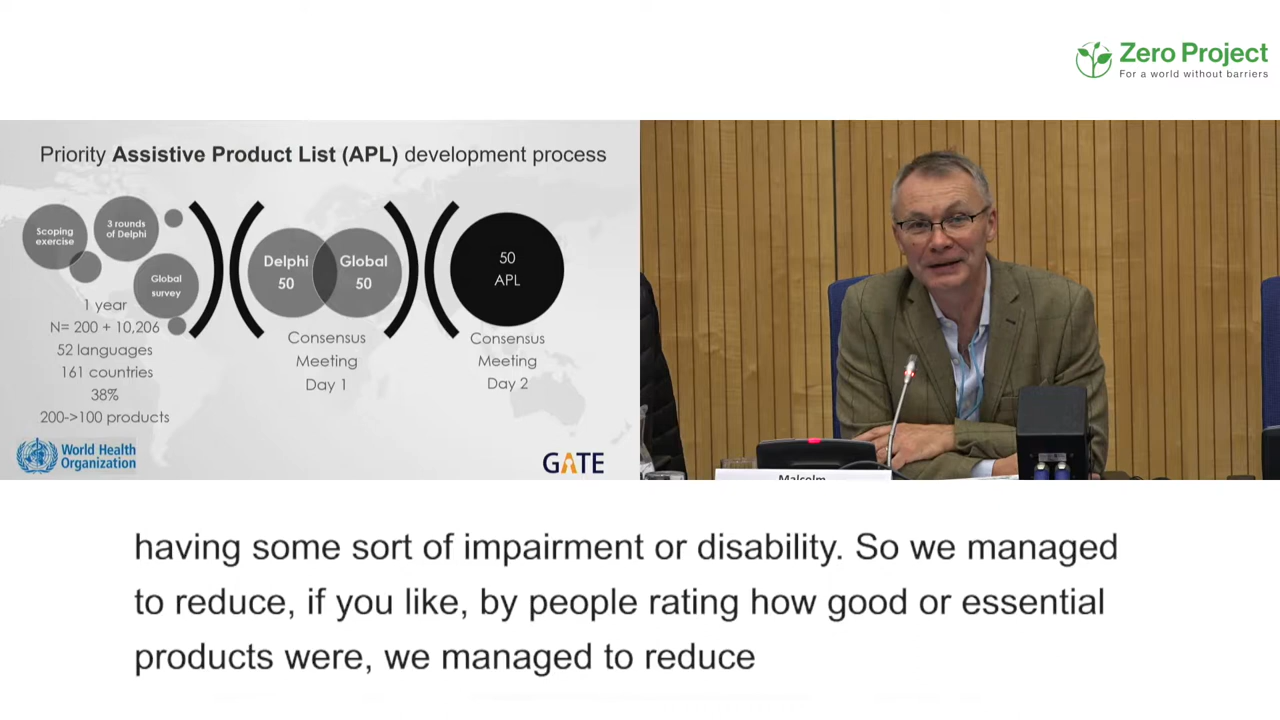 Zero Project
For a world without barriers
Priority Assistive Product List (APL) development process
Scoping
exercise
3 rounds
of Delphi
Global
survey
1 year
N= 200 + 10,206
52 languages
161 countries
38%
200->100 products
Delphi
50
Global
50
Consensus
Meeting
Day 1
50
APL
Consensus
Meeting
Day 2
World Health
Organization
GATE
Malcolm
having some sort of impairment or disability. So we managed
to reduce, if you like, by people rating how good or essential
products were, we managed to reduce